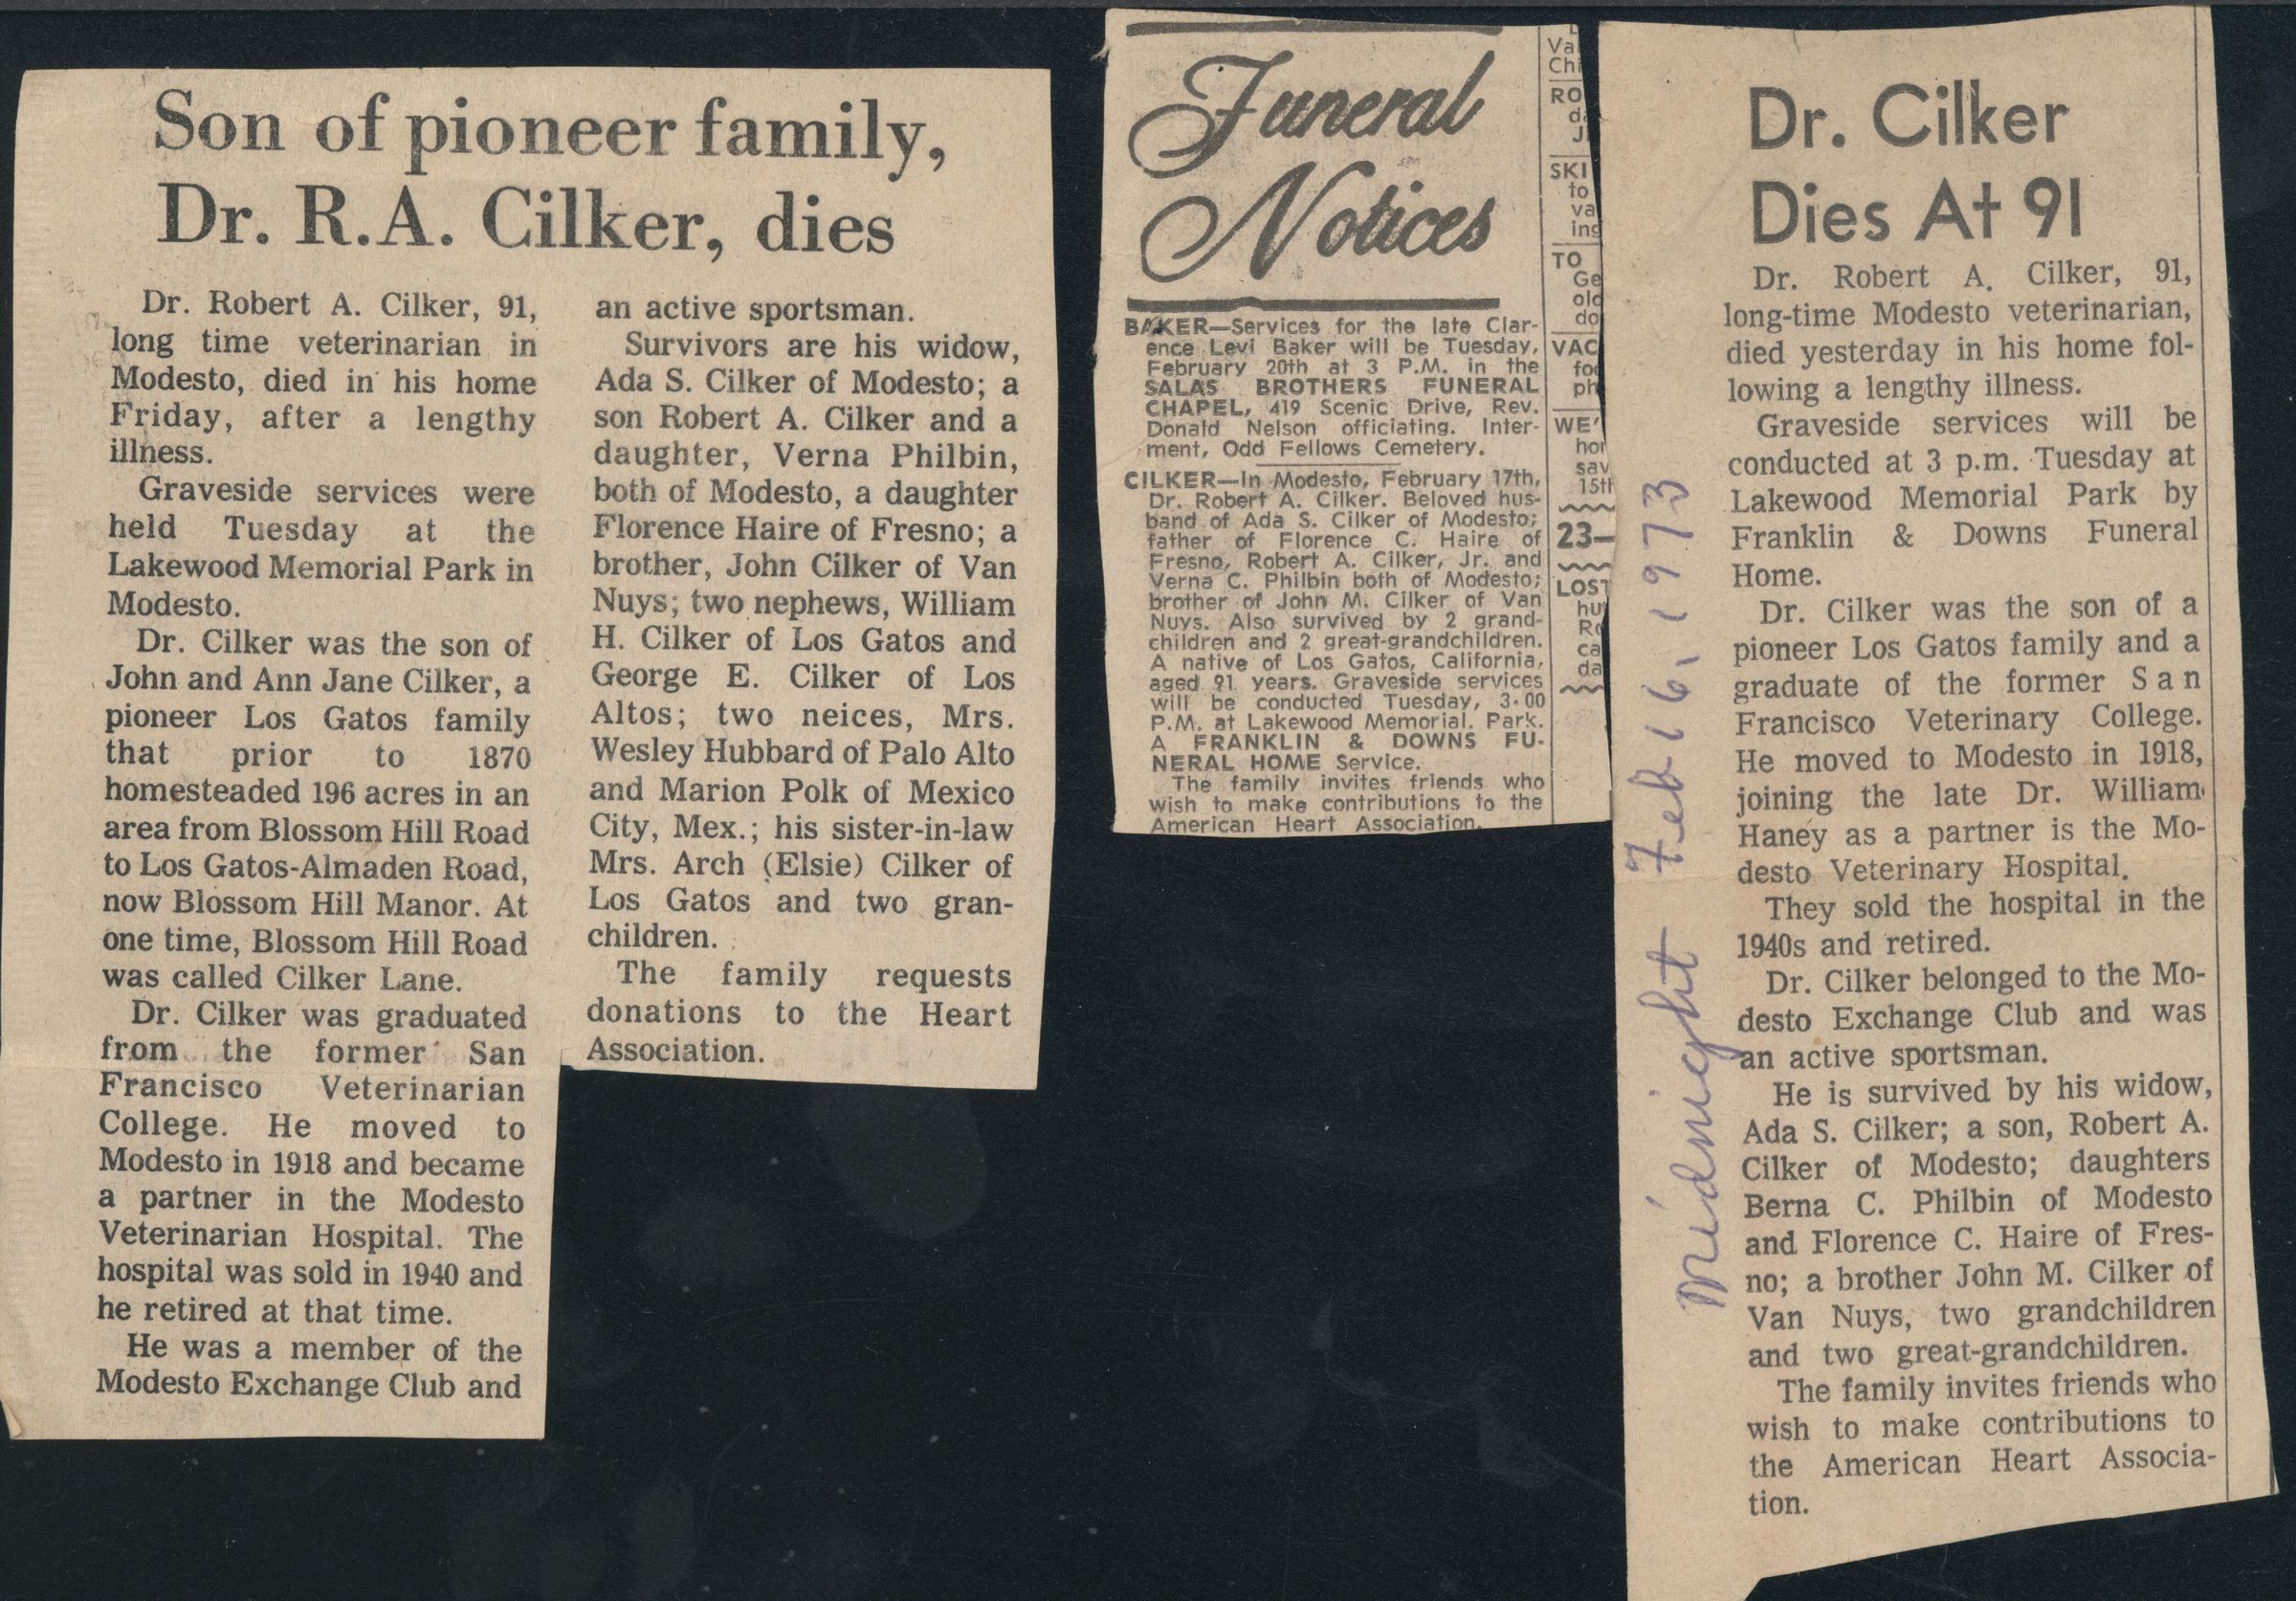 Son of pioneer family,
Dr. R.A. Cilker, dies
Dr. Robert A. Cilker, 91,
long time veterinarian in
Modesto, died in his home
Friday, after a lengthy
illness.
Graveside services were
held Tuesday at the
Lakewood Memorial Park in
Modesto.
Dr. Cilker was the son of
John and Ann Jane Cilker, a
pioneer Los Gatos family
that prior to 1870
homesteaded 196 acres in an
area from Blossom Hill Road
to Los Gatos-Almaden Road,
now Blossom Hill Manor. At
one time, Blossom Hill Road
was called Cilker Lane.
Dr. Cilker was graduated
from the former San
Francisco Veterinarian
College. He moved to
Modesto in 1918 and became
a partner in the Modesto
Veterinarian Hospital. The
hospital was sold in 1940 and
he retired at that time.
He was a member of the
Modesto Exchange Club and
an active sportsman.
Survivors are his widow,
Ada S. Cilker of Modesto; a
son Robert A. Cilker and a
daughter, Verna Philbin,
both of Modesto, a daughter
Florence Haire of Fresno; a
brother, John Cilker of Van
Nuys; two nephews, William
H. Cilker of Los Gatos and
George E. Cilker of Los
Altos; two neices, Mrs.
Wesley Hubbard of Palo Alto
and Marion Polk of Mexico
City, Mex.; his sister-in-law
Mrs. Arch (Elsie) Cilker of
Los Gatos and two gran-
children.
The family requests
donations to the Heart
Association.
Funeral
Notices
BAKER—Services for the late Clar-
ence Levi Baker will be Tuesday,
February 20th at 3 P.M. in the
SALAS BROTHERS FUNERAL
CHAPEL, 419 Scenic Drive, Rev.
Donald Nelson officiating. Inter-
ment, Odd Fellows Cemetery.
CILKER—In Modesto, February 17th,
Dr. Robert A. Cilker. Beloved hus-
band of Ada S. Cilker of Modesto;
father of Florence C. Haire of
Fresno, Robert A. Cilker, Jr. and
Verna C. Philbin both of Modesto;
brother of John M. Cilker of Van
Nuys. Also survived by 2 grand-
children and 2 great-grandchildren.
A native of Los Gatos, California,
aged 91 years. Graveside services
will be conducted Tuesday, 3:00
P.M. at Lakewood Memorial Park.
A FRANKLIN & DOWNS FU-
NERAL HOME Service.
The family invites friends who
wish to make contributions to the
American Heart Association.
Va
Chi
RO
d
J
SKI
to
va
ing
TO
Ge
old
do
VAC
foo
ph
WE'
hor
sav
15th
23—
LOST
hu
Ro
ca
da
midnight Feb 16, 1973
Dr. Cilker
Dies At 91
Dr. Robert A. Cilker, 91,
long-time Modesto veterinarian,
died yesterday in his home fol-
lowing a lengthy illness.
Graveside services will be
conducted at 3 p.m. Tuesday at
Lakewood Memorial Park by
Franklin & Downs Funeral
Home.
Dr. Cilker was the son of a
pioneer Los Gatos family and a
graduate of the former San
Francisco Veterinary College.
He moved to Modesto in 1918,
joining the late Dr. William
Haney as a partner is the Mo-
desto Veterinary Hospital.
They sold the hospital in the
1940s and retired.
Dr. Cilker belonged to the Mo-
desto Exchange Club and was
an active sportsman.
He is survived by his widow,
Ada S. Cilker; a son, Robert A.
Cilker of Modesto; daughters
Berna C. Philbin of Modesto
and Florence C. Haire of Fres-
no; a brother John M. Cilker of
Van Nuys, two grandchildren
and two great-grandchildren.
The family invites friends who
wish to make contributions to
the American Heart Associa-
tion.